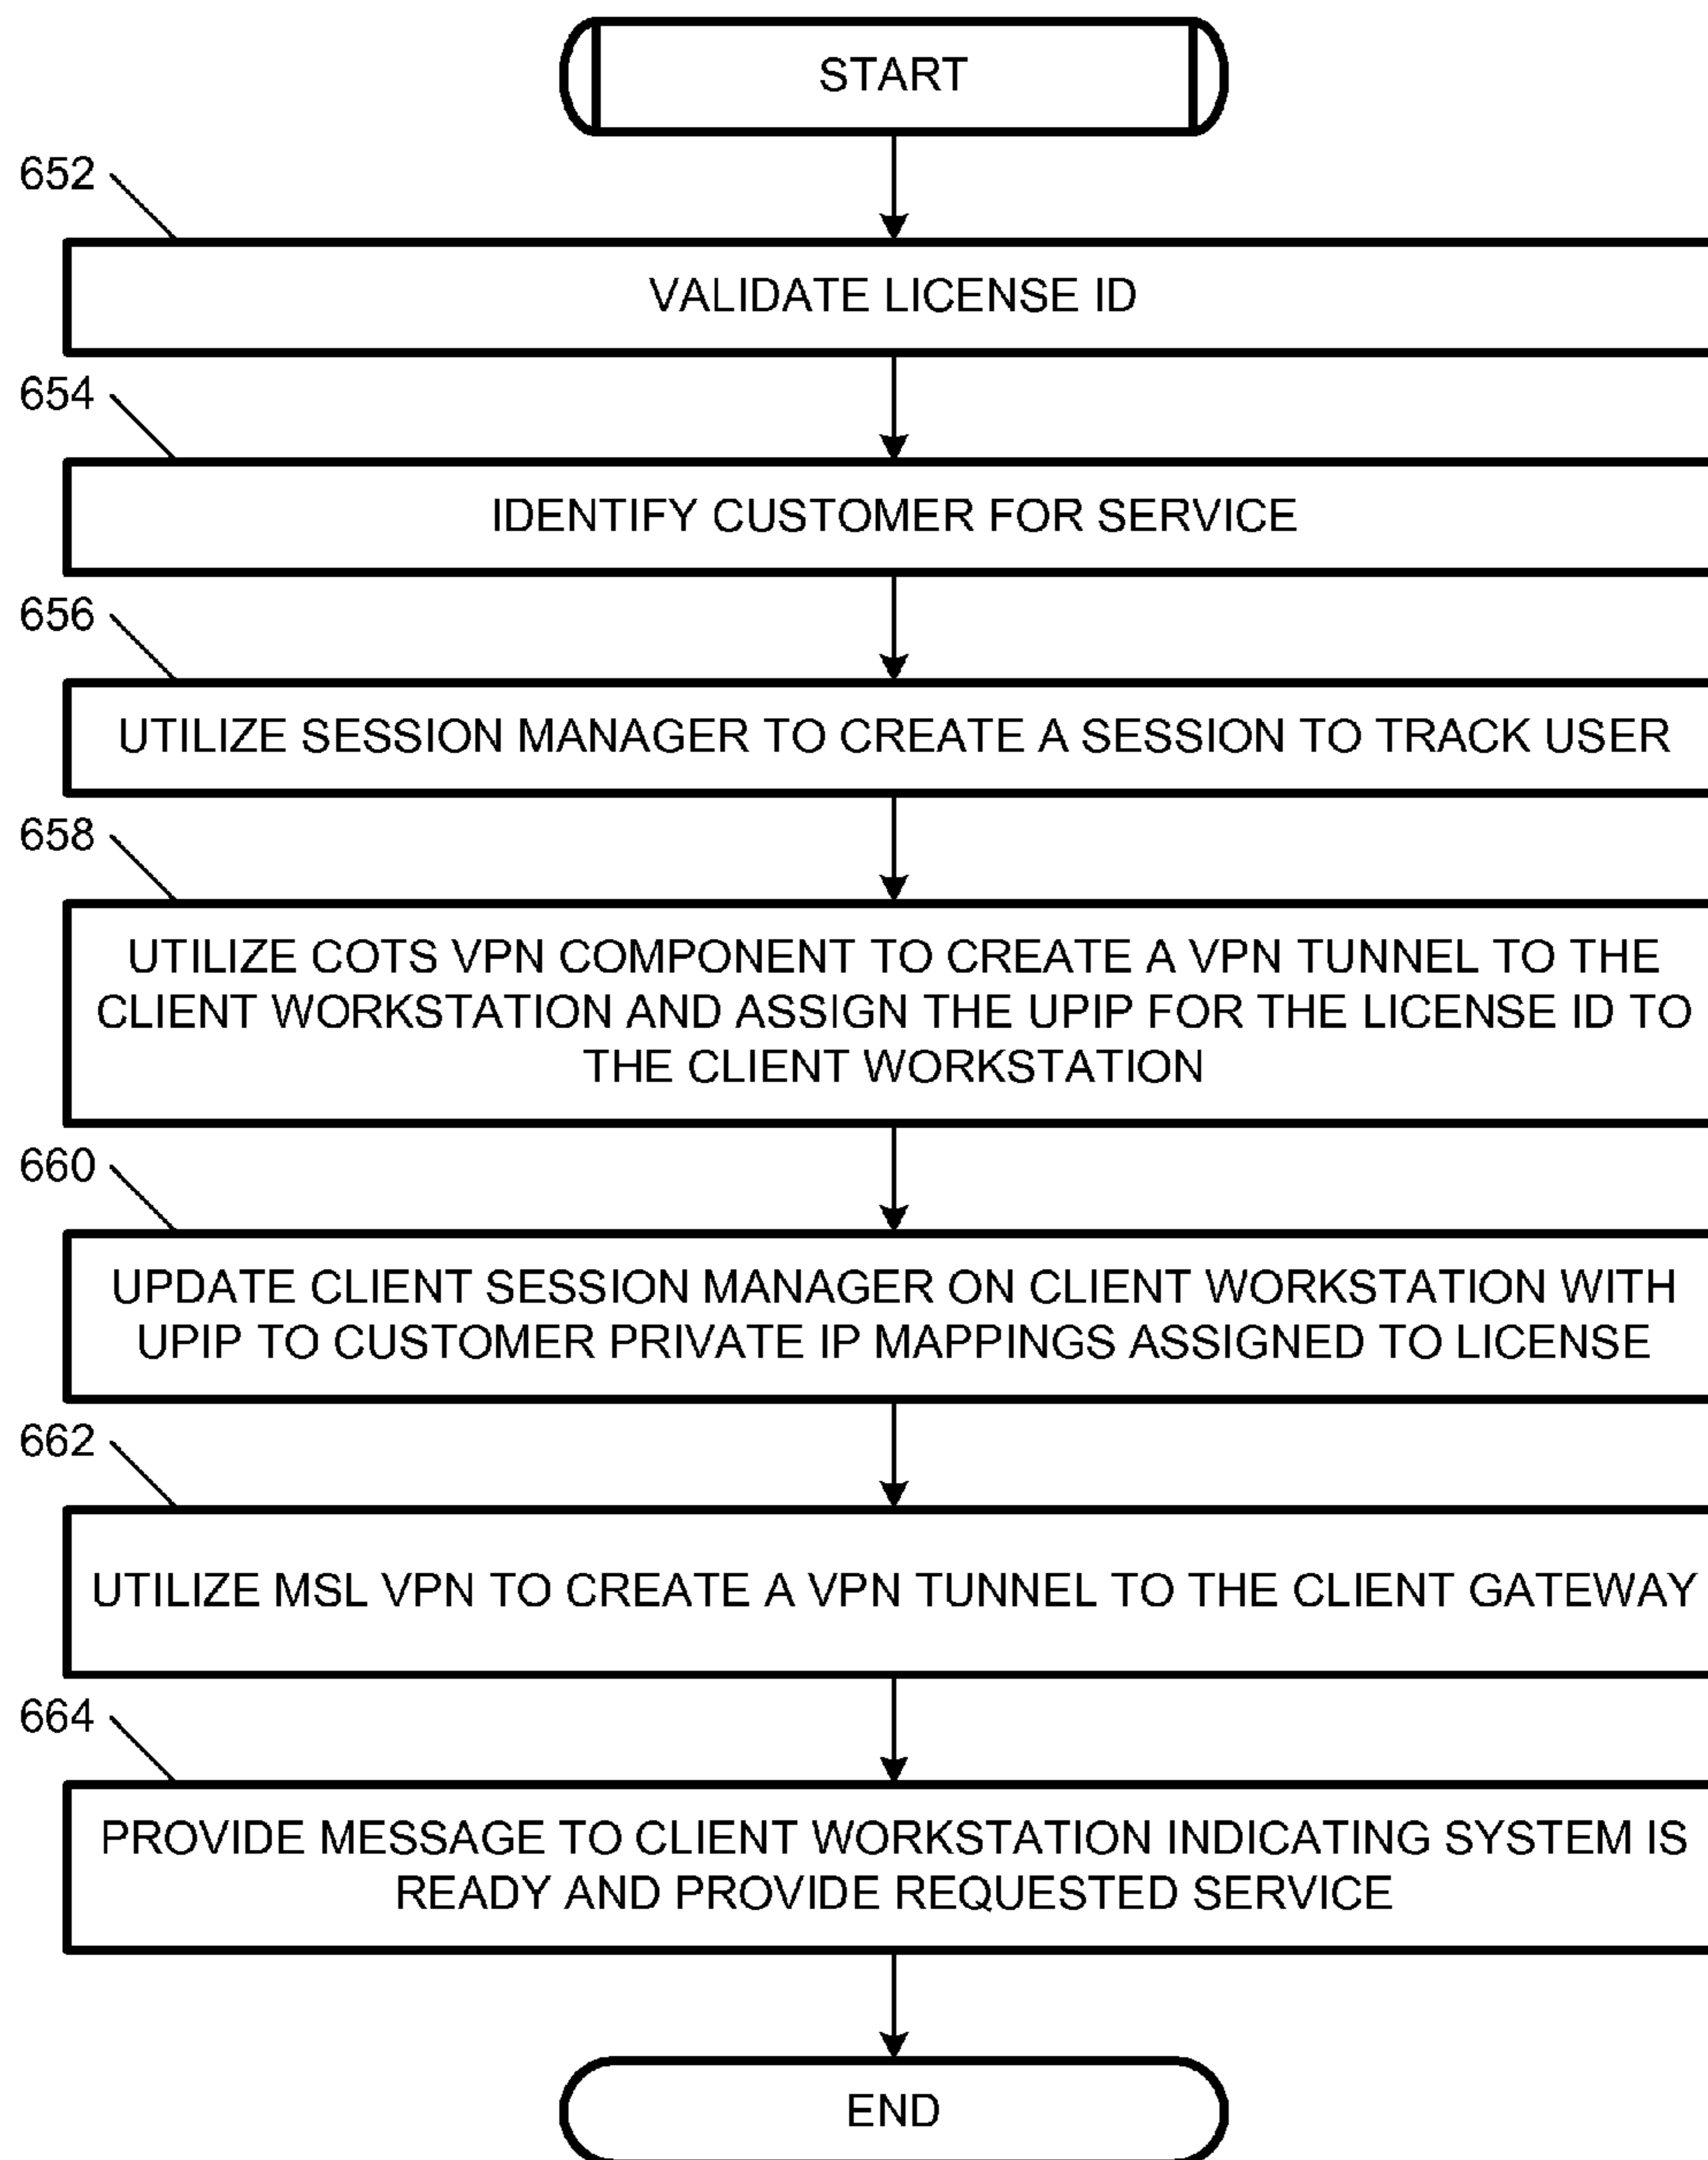 START
652
VALIDATE LICENSE ID
654
IDENTIFY CUSTOMER FOR SERVICE
656
UTILIZE SESSION MANAGER TO CREATE A SESSION TO TRACK USER
658
UTILIZE COTS VPN COMPONENT TO CREATE A VPN TUNNEL TO THE
CLIENT WORKSTATION AND ASSIGN THE UPIP FOR THE LICENSE ID TO
THE CLIENT WORKSTATION
660
UPDATE CLIENT SESSION MANAGER ON CLIENT WORKSTATION WITH
UPIP TO CUSTOMER PRIVATE IP MAPPINGS ASSIGNED TO LICENSE
662
UTILIZE MSL VPN TO CREATE A VPN TUNNEL TO THE CLIENT GATEWAY
664
PROVIDE MESSAGE TO CLIENT WORKSTATION INDICATING SYSTEM IS
READY AND PROVIDE REQUESTED SERVICE
END